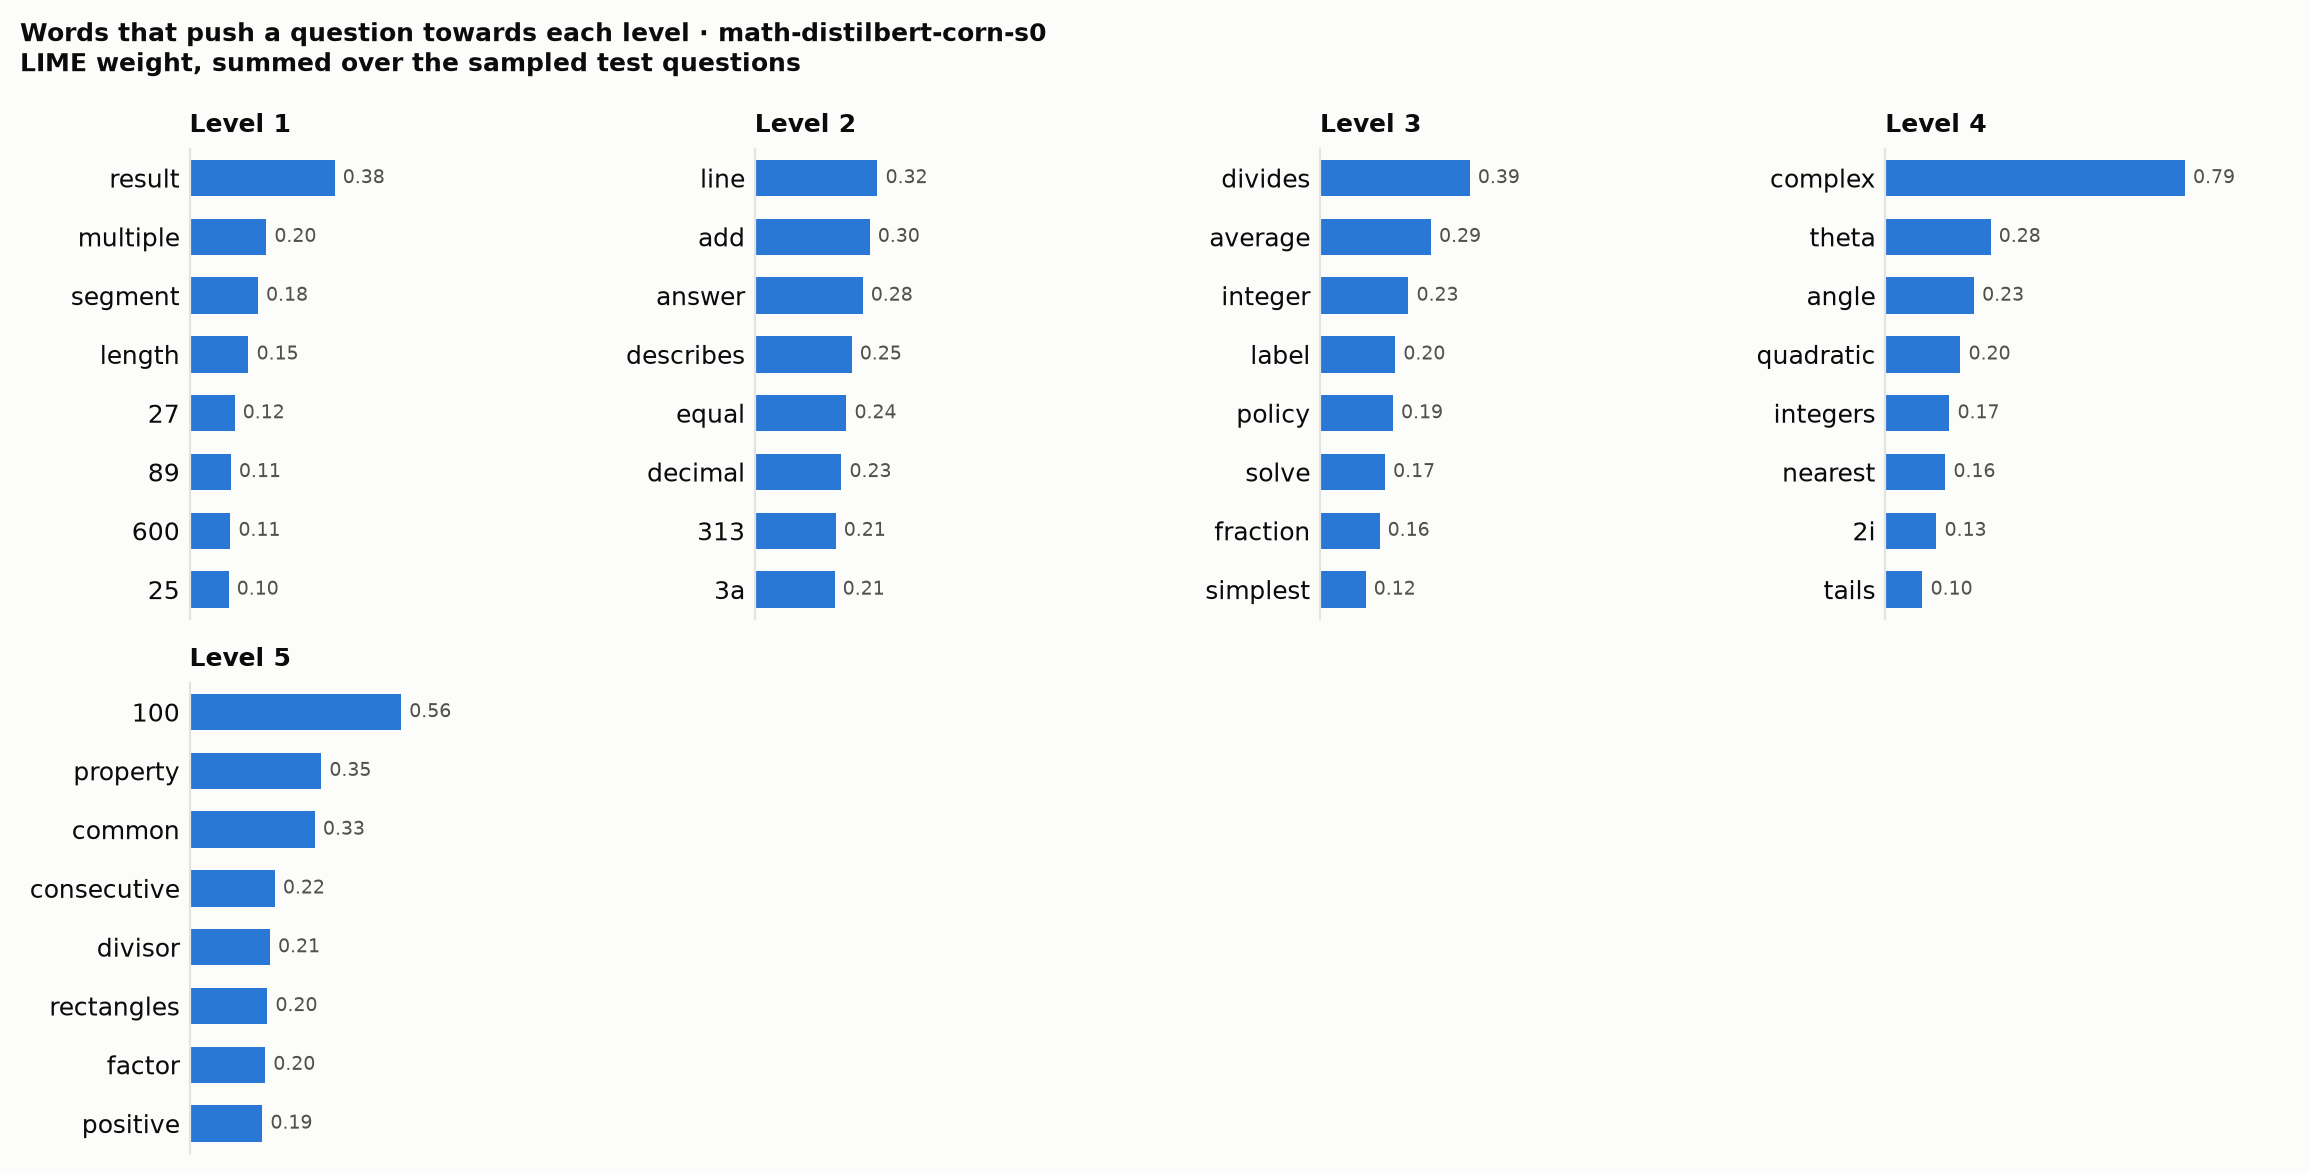 Words that push a question towards each level · math-distilbert-corn-s0
LIME weight, summed over the sampled test questions
Level 1
result 0.38
multiple 0.20
segment 0.18
length 0.15
27 0.12
89 0.11
600 0.11
25 0.10
Level 2
line 0.32
add 0.30
answer 0.28
describes 0.25
equal 0.24
decimal 0.23
313 0.21
3a 0.21
Level 3
divides 0.39
average 0.29
integer 0.23
label 0.20
policy 0.19
solve 0.17
fraction 0.16
simplest 0.12
Level 4
complex 0.79
theta 0.28
angle 0.23
quadratic 0.20
integers 0.17
nearest 0.16
2i 0.13
tails 0.10
Level 5
100 0.56
property 0.35
common 0.33
consecutive 0.22
divisor 0.21
rectangles 0.20
factor 0.20
positive 0.19